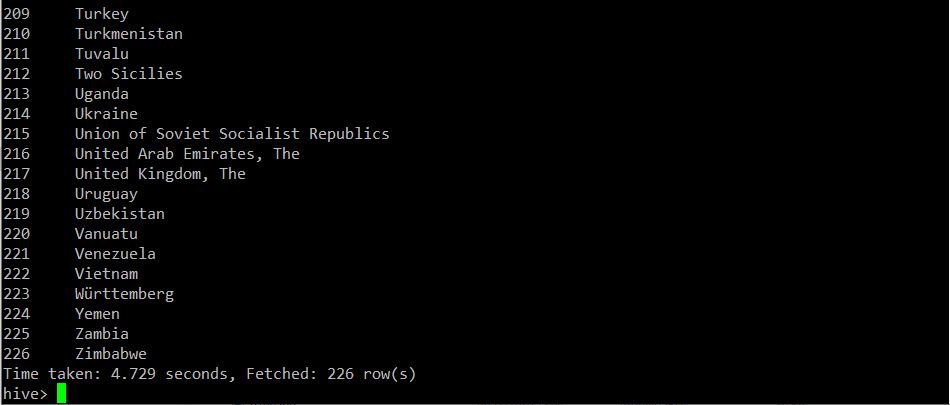 209 Turkey
210 Turkmenistan
211 Tuvalu
212 Two Sicilies
213 Uganda
214 Ukraine
215 Union of Soviet Socialist Republics
216 United Arab Emirates, The
217 United Kingdom, The
218 Uruguay
219 Uzbekistan
220 Vanuatu
221 Venezuela
222 Vietnam
223 Württemberg
224 Yemen
225 Zambia
226 Zimbabwe
Time taken: 4.729 seconds, Fetched: 226 row(s)
hive>